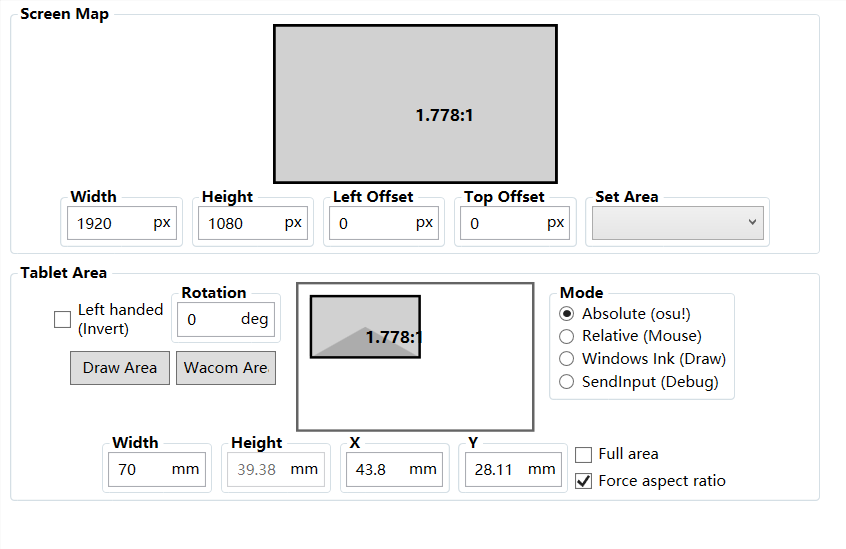 Screen Map
1.778:1
Width Height Left Offset Top Offset Set Area
1920 px 1080 px 0 px 0 px
Tablet Area
Left handed
(Invert)
Rotation
0 deg
Draw Area Wacom Are
1.778:1
Mode
Absolute (osu!)
Relative (Mouse)
Windows Ink (Draw)
SendInput (Debug)
Width Height X Y
70 mm 39.38 mm 43.8 mm 28.11 mm
Full area
Force aspect ratio